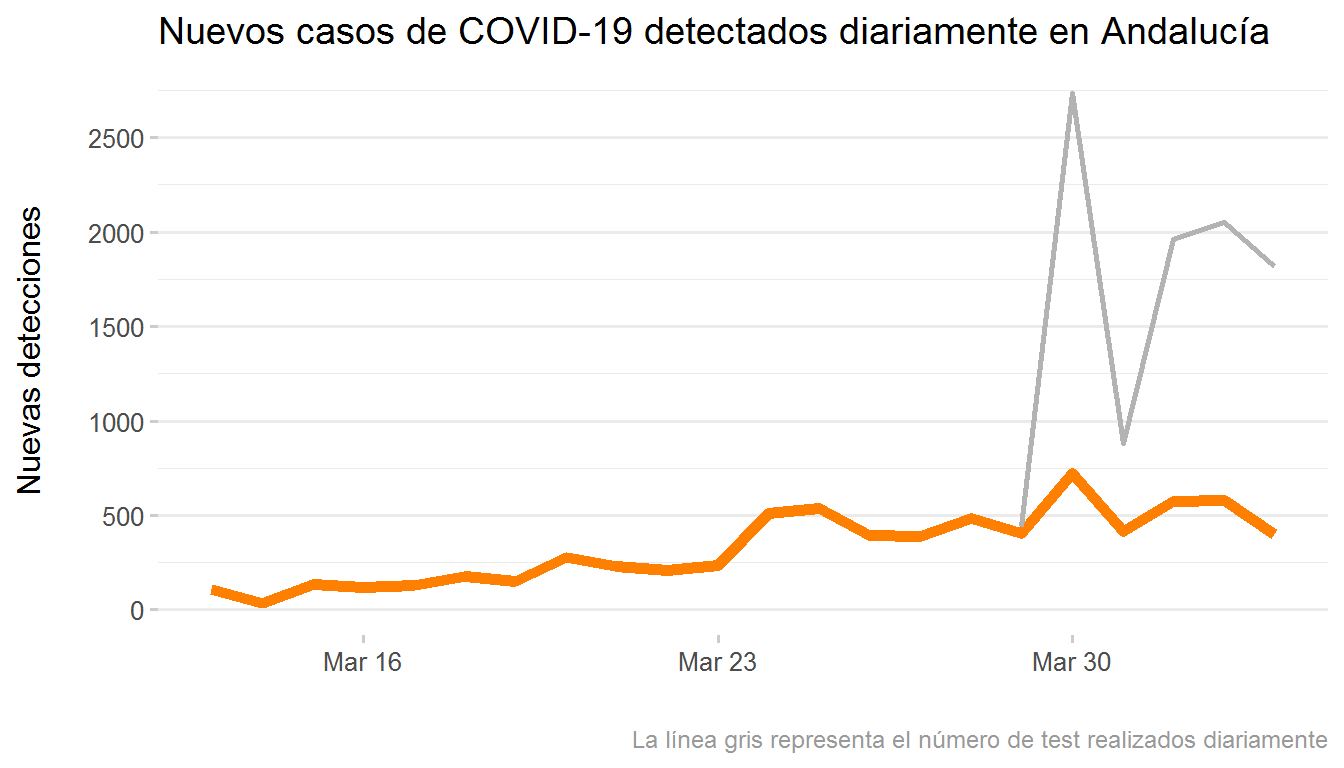 Nuevos casos de COVID-19 detectados diariamente en Andalucía
Nuevas detecciones
2500
2000
1500
1000
500
0
Mar 16
Mar 23
Mar 30
La línea gris representa el número de test realizados diariamente